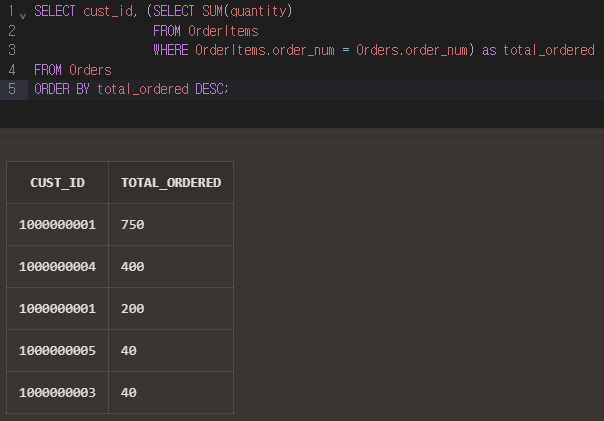 1 SELECT cust_id, (SELECT SUM(quantity)
2 FROM OrderItems
3 WHERE OrderItems.order_num = Orders.order_num) as total_ordered
4 FROM Orders
5 ORDER BY total_ordered DESC;
CUST_ID TOTAL_ORDERED
1000000001 750
1000000004 400
1000000001 200
1000000005 40
1000000003 40